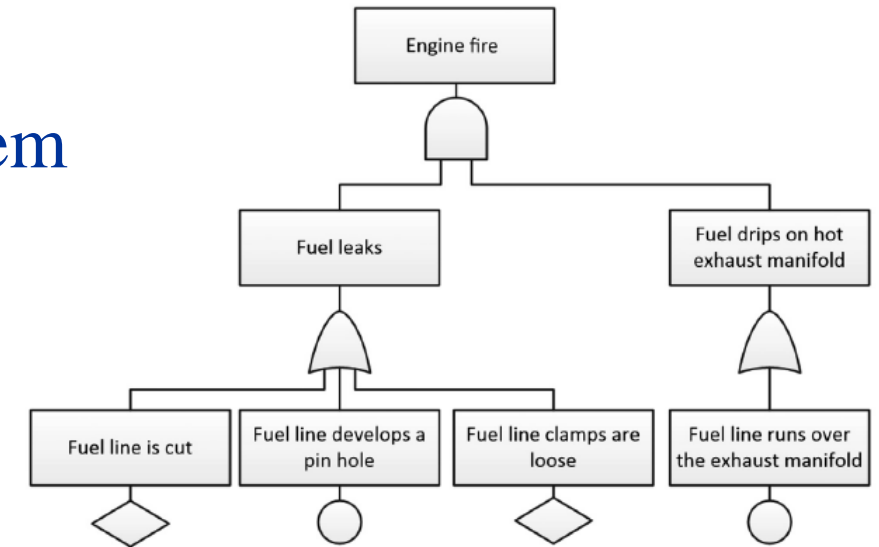 Engine fire
em
Fuel leaks
Fuel drips on hot
exhaust manifold
Fuel line is cut
Fuel line develops a
pin hole
Fuel line clamps are
loose
Fuel line runs over
the exhaust manifold